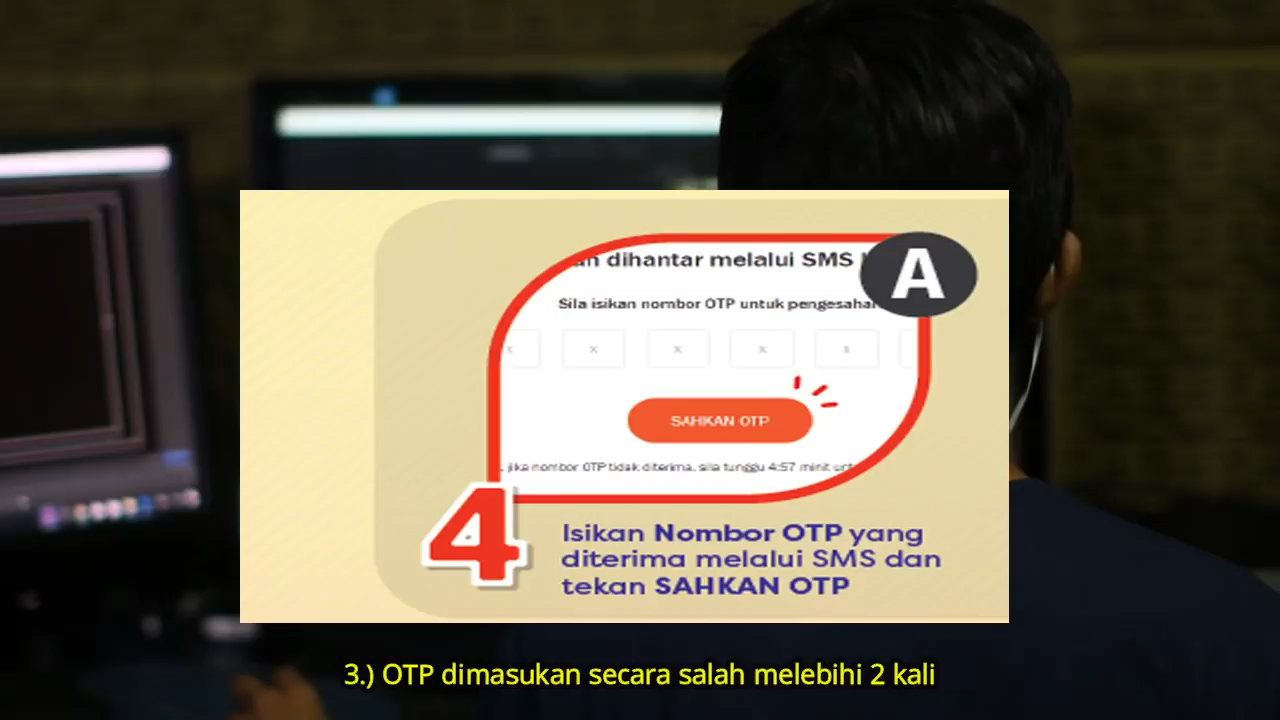 dihantar melalui SMS
A
Sila isikan nombor OTP untuk
x x x x s
SAHKAN OTP
jika nombor OTP tidak diterima, sila tunggu 4:57 minit
4
Isikan Nombor OTP yang
diterima melalui SMS dan
tekan SAHKAN OTP
3.) OTP dimasukan secara salah melebihi 2 kali